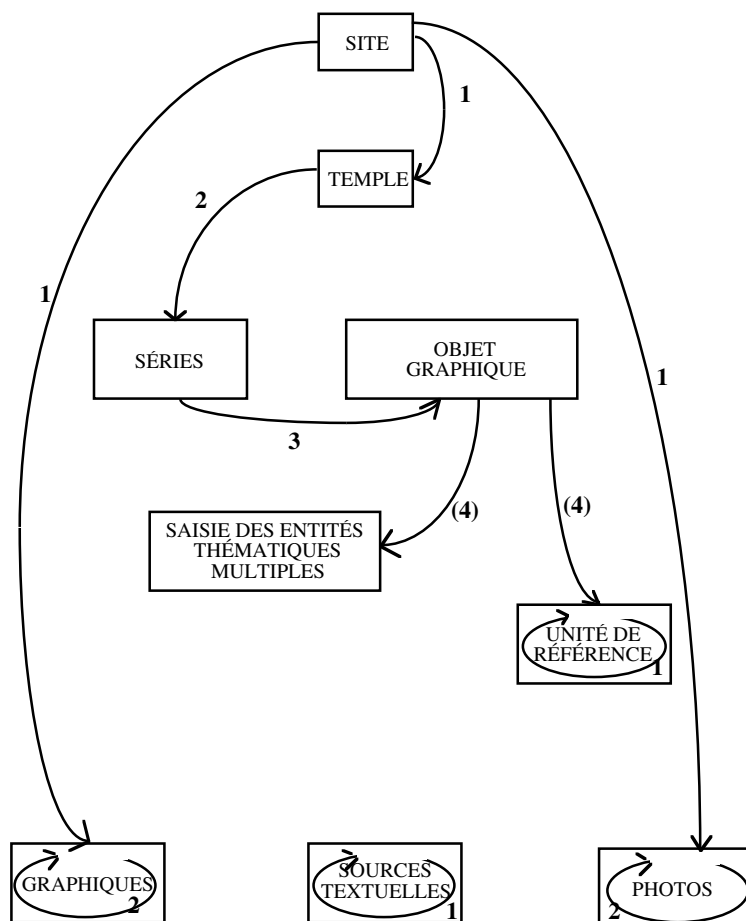 SITE
1
TEMPLE
2
1
SÉRIES
OBJET
GRAPHIQUE
1
3
(4)
(4)
SAISIE DES ENTITÉS
THÉMATIQUES
MULTIPLES
UNITÉ DE
RÉFÉRENCE
1
GRAPHIQUES
2
SOURCES
TEXTUELLES
1
PHOTOS
2